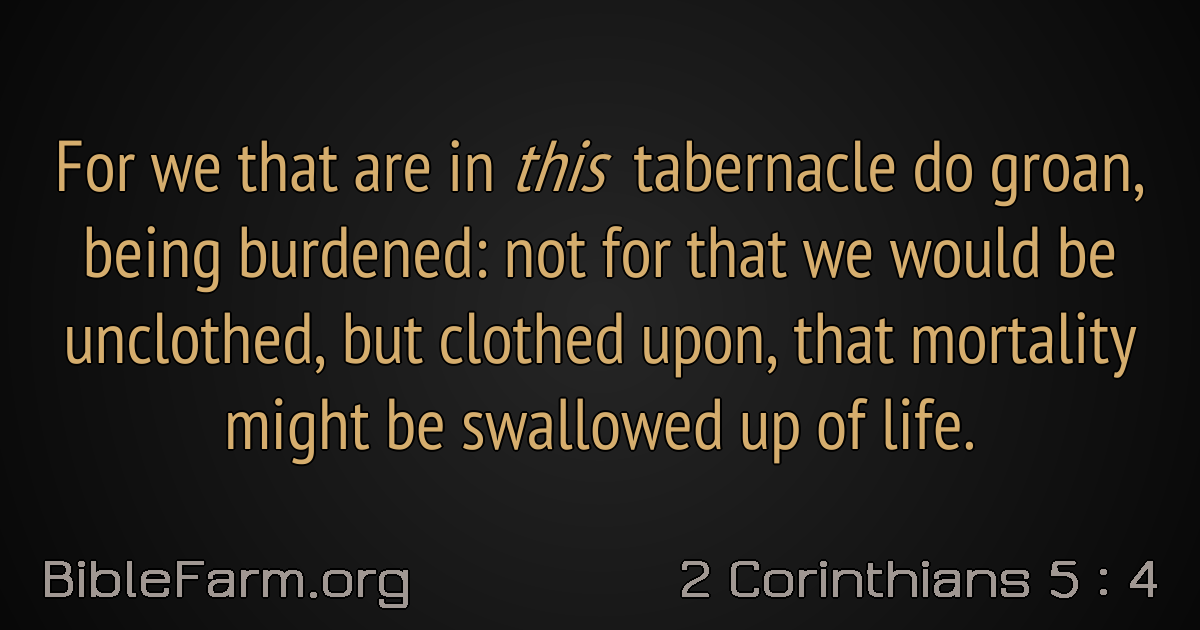 For we that are in this tabernacle do groan,
being burdened: not for that we would be
unclothed, but clothed upon, that mortality
might be swallowed up of life.
BibleFarm.org
2 Corinthians 5 : 4